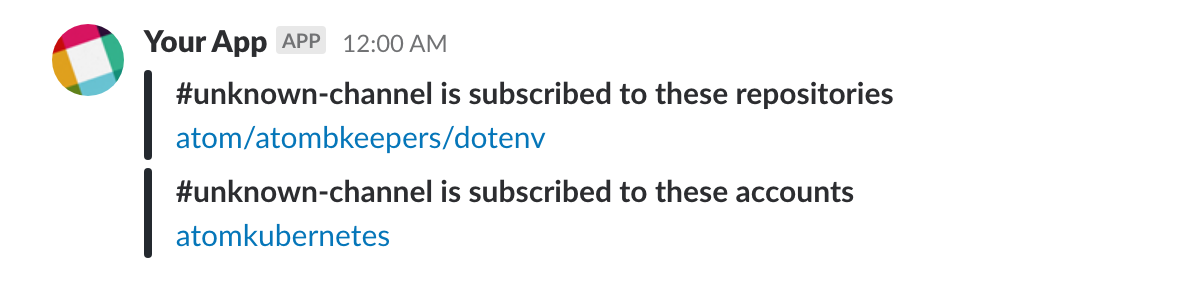 Your App APP 12:00 AM
#unknown-channel is subscribed to these repositories
atom/atombkeepers/dotenv
#unknown-channel is subscribed to these accounts
atomkubernetes